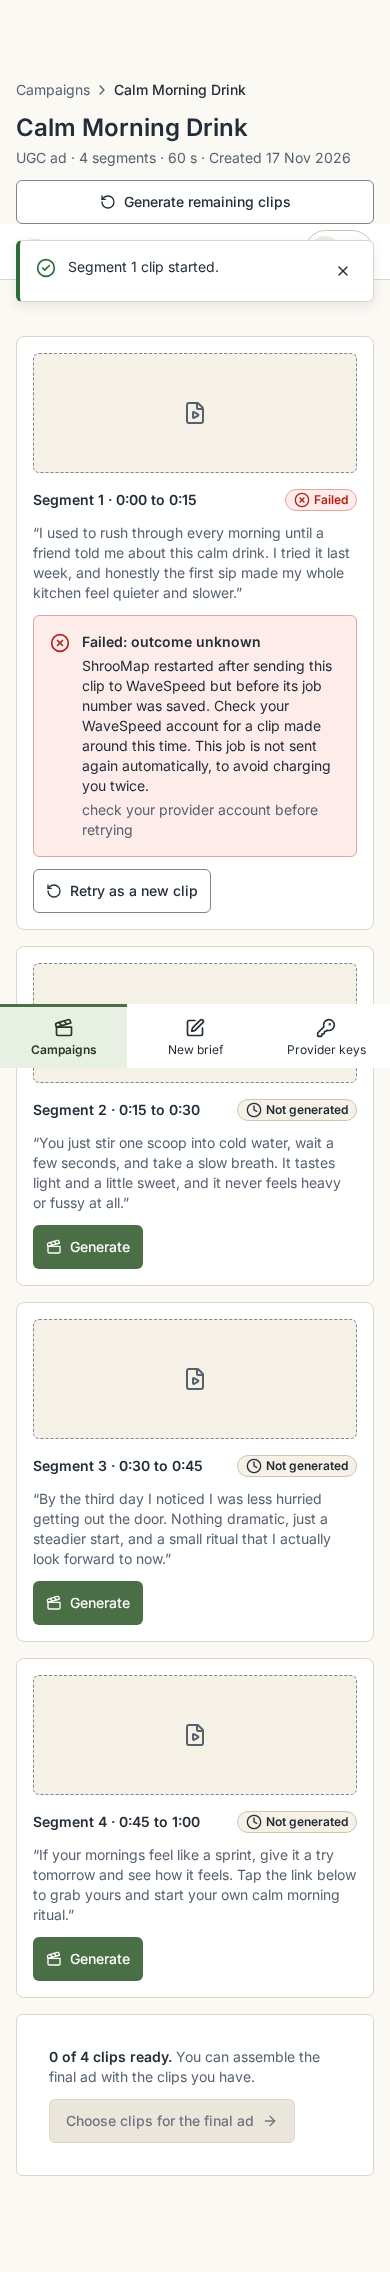 Campaigns > Calm Morning Drink
Calm Morning Drink
UGC ad · 4 segments · 60 s · Created 17 Nov 2026
Generate remaining clips
Segment 1 clip started.
Segment 1 · 0:00 to 0:15
Failed
“I used to rush through every morning until a
friend told me about this calm drink. I tried it last
week, and honestly the first sip made my whole
kitchen feel quieter and slower.”
Failed: outcome unknown
ShrooMap restarted after sending this
clip to WaveSpeed but before its job
number was saved. Check your
WaveSpeed account for a clip made
around this time. This job is not sent
again automatically, to avoid charging
you twice.
check your provider account before
retrying
Retry as a new clip
Campaigns
New brief
Provider keys
Segment 2 · 0:15 to 0:30
Not generated
“You just stir one scoop into cold water, wait a
few seconds, and take a slow breath. It tastes
light and a little sweet, and it never feels heavy
or fussy at all.”
Generate
Segment 3 · 0:30 to 0:45
Not generated
“By the third day I noticed I was less hurried
getting out the door. Nothing dramatic, just a
steadier start, and a small ritual that I actually
look forward to now.”
Generate
Segment 4 · 0:45 to 1:00
Not generated
“If your mornings feel like a sprint, give it a try
tomorrow and see how it feels. Tap the link below
to grab yours and start your own calm morning
ritual.”
Generate
0 of 4 clips ready. You can assemble the
final ad with the clips you have.
Choose clips for the final ad →